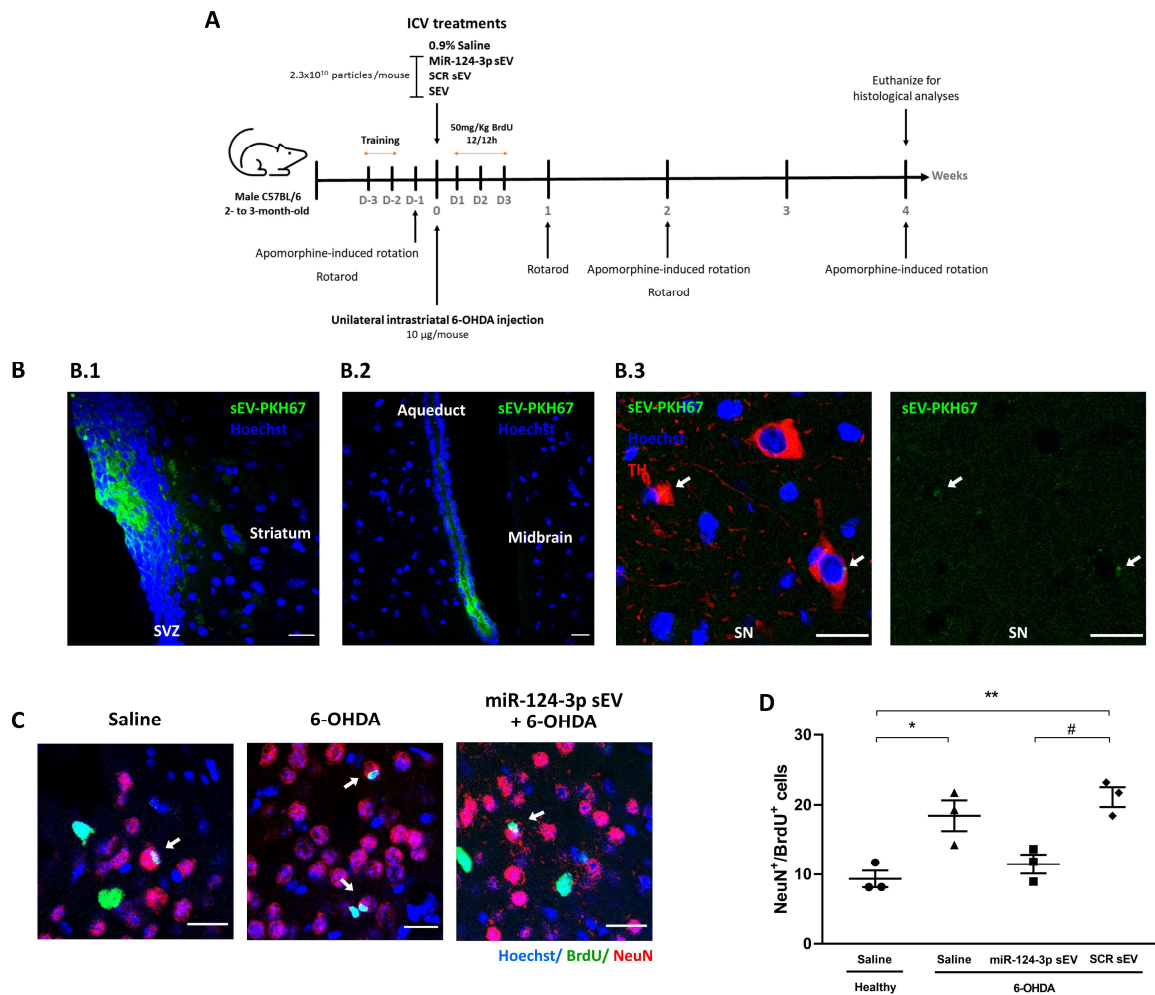 A
ICV treatments
0.9% Saline
MiR-124-3p sEV
SCR sEV
SEV
2.3x10¹⁰ particles/mouse
Euthanize for
histological analyses
Training
50mg/Kg BrdU
12/12h
Weeks
Male C57BL/6
2- to 3-month-old
D-3 D-2 D-1 0 D1 D2 D3 1 2 3 4
Apomorphine-induced rotation
Rotarod
Rotarod
Apomorphine-induced rotation
Rotarod
Apomorphine-induced rotation
Unilateral intrastriatal 6-OHDA injection
10 µg/mouse
B
B.1
sEV-PKH67
Hoechst
Striatum
SVZ
B.2
Aqueduct
sEV-PKH67
Hoechst
Midbrain
B.3
sEV-PKH67
Hoechst
TH
SN
sEV-PKH67
SN
C
Saline
6-OHDA
miR-124-3p sEV
+ 6-OHDA
Hoechst/ BrdU/ NeuN
D
**
* #
NeuN⁺/BrdU⁺ cells
30
20
10
0
Saline Saline miR-124-3p sEV SCR sEV
Healthy 6-OHDA